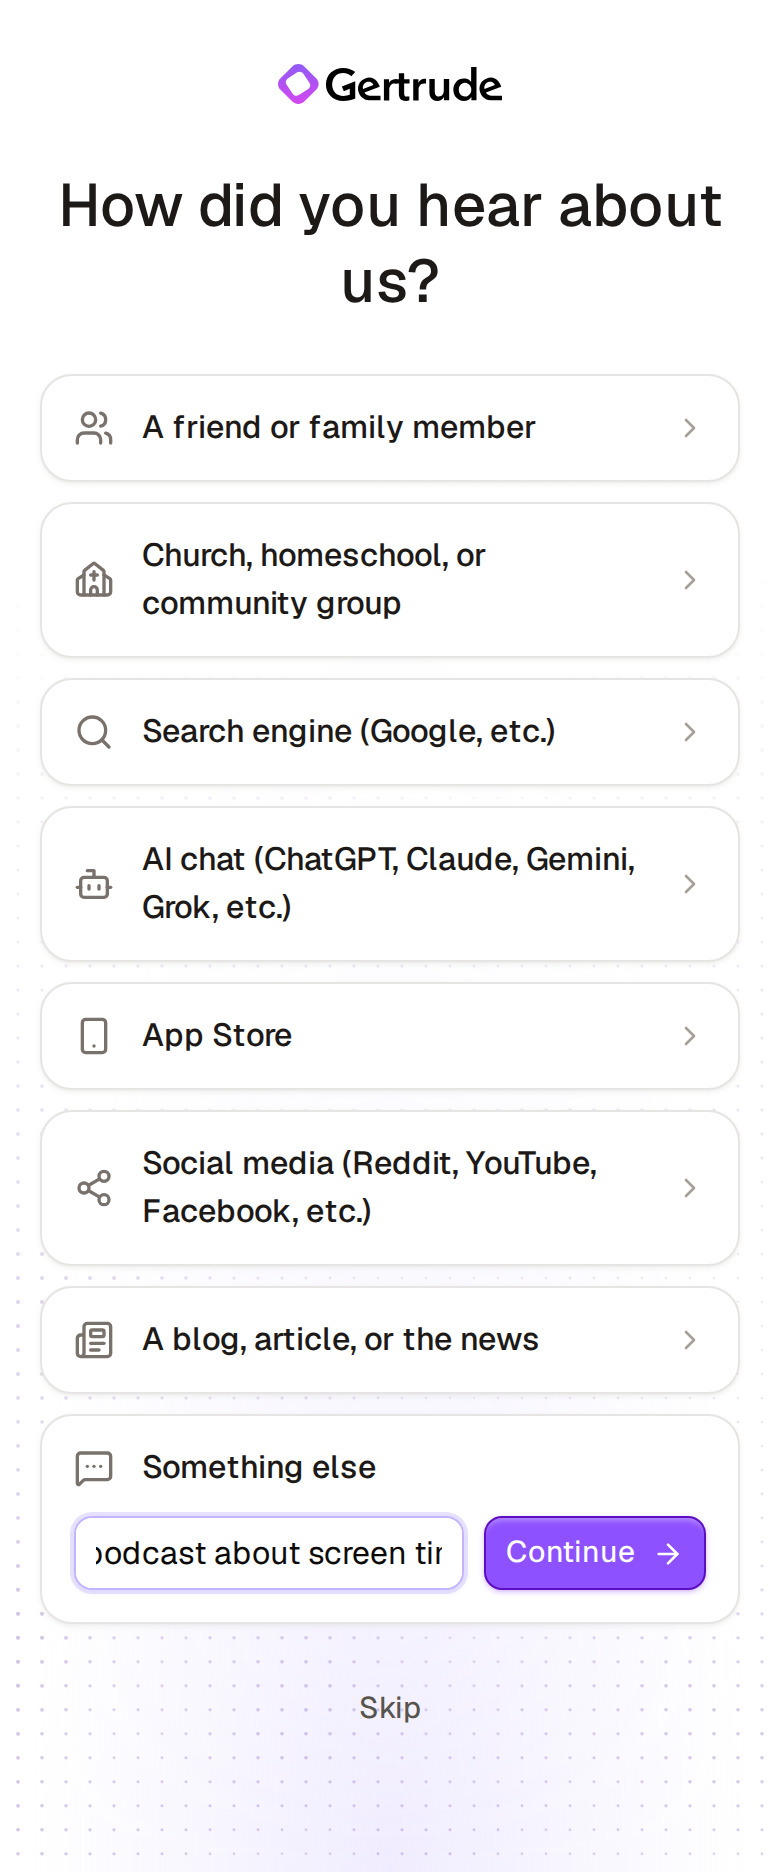 Gertrude
How did you hear about
us?
A friend or family member
Church, homeschool, or
community group
Search engine (Google, etc.)
AI chat (ChatGPT, Claude, Gemini,
Grok, etc.)
App Store
Social media (Reddit, YouTube,
Facebook, etc.)
A blog, article, or the news
Something else
podcast about screen
Continue
Skip